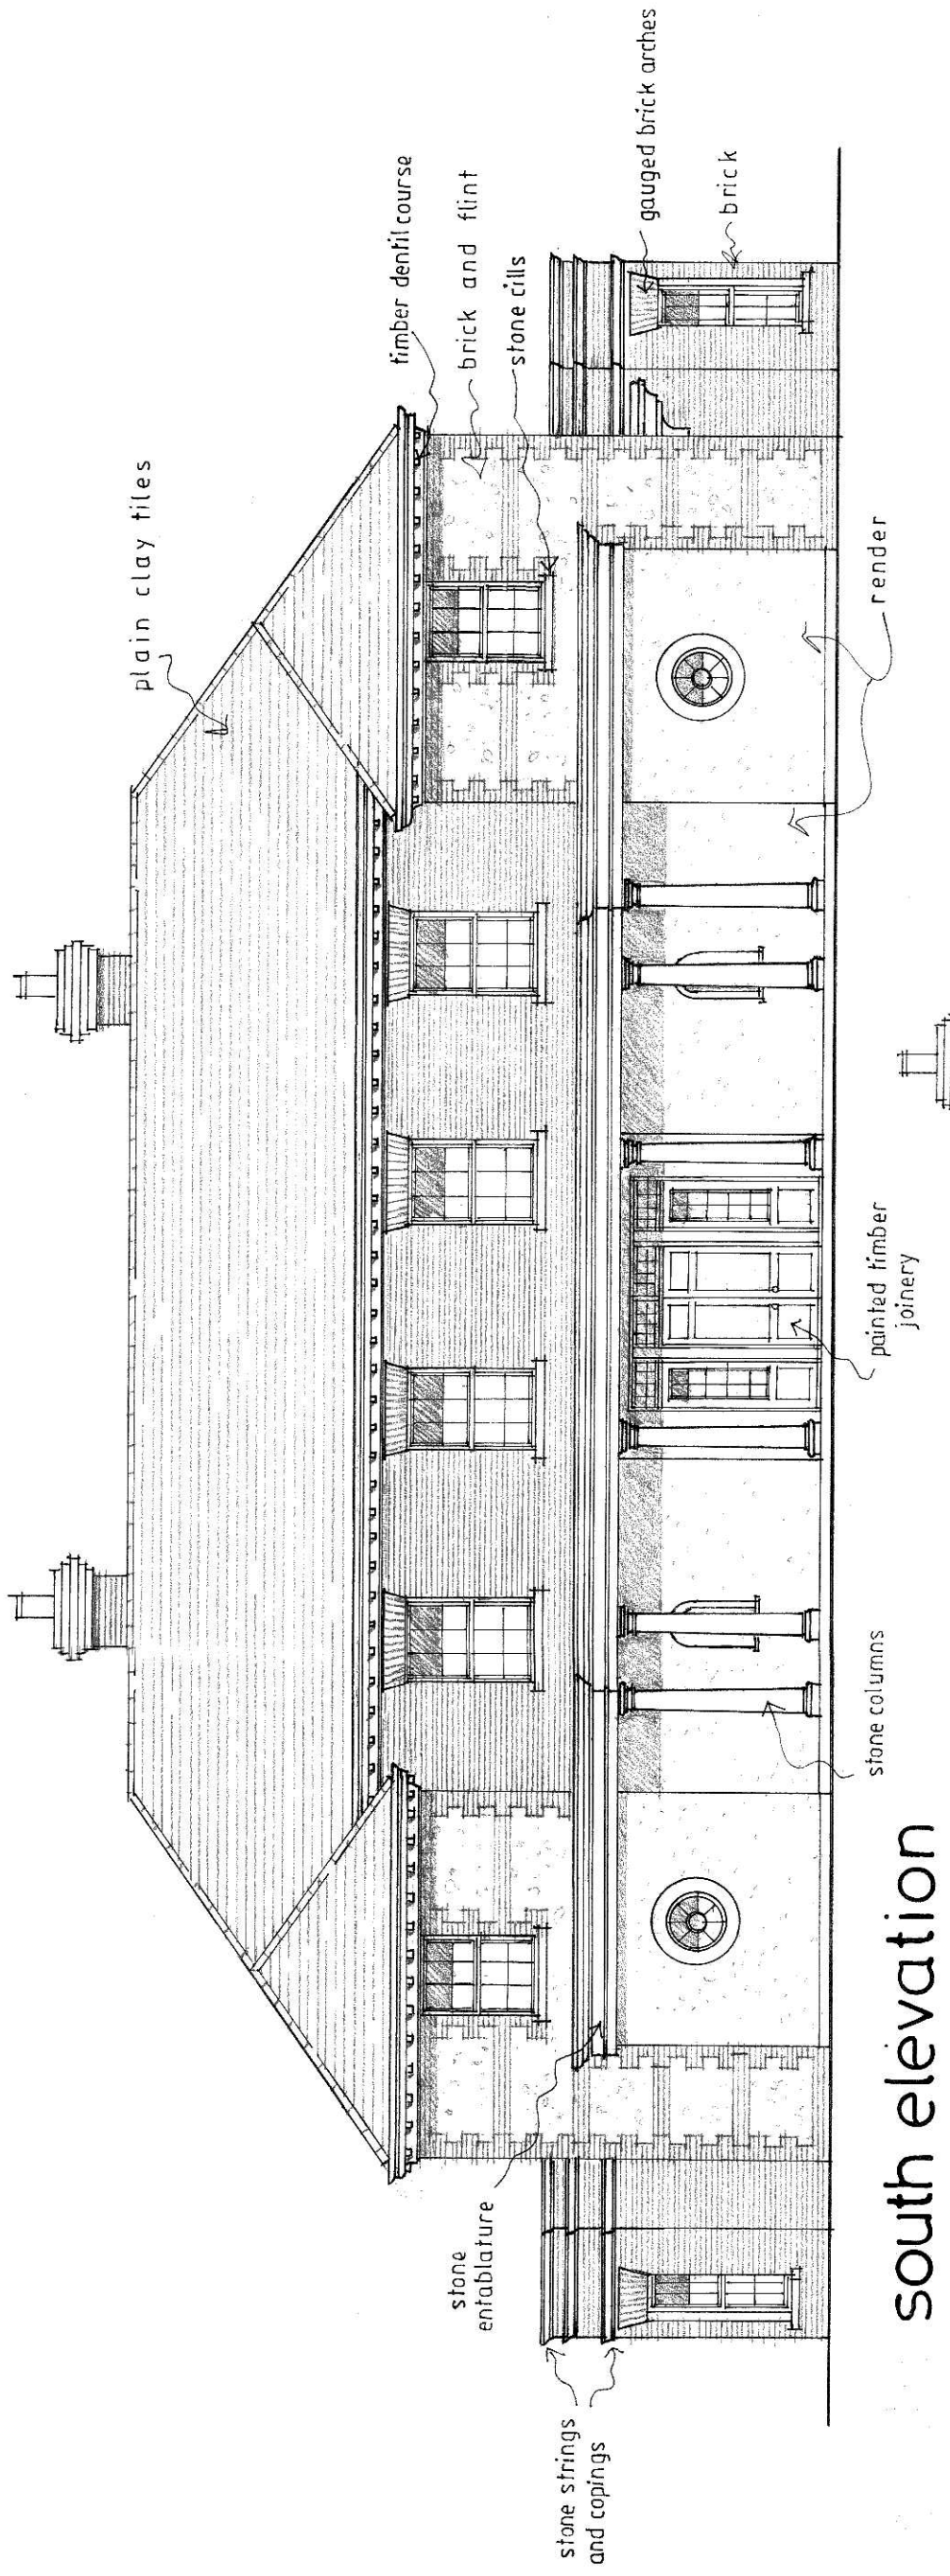 plain clay tiles
timber dentil course
brick and flint
stone cills
gauged brick arches
brick
stone
entablature
stone strings
and copings
stone columns
painted timber
joinery
render
south elevation